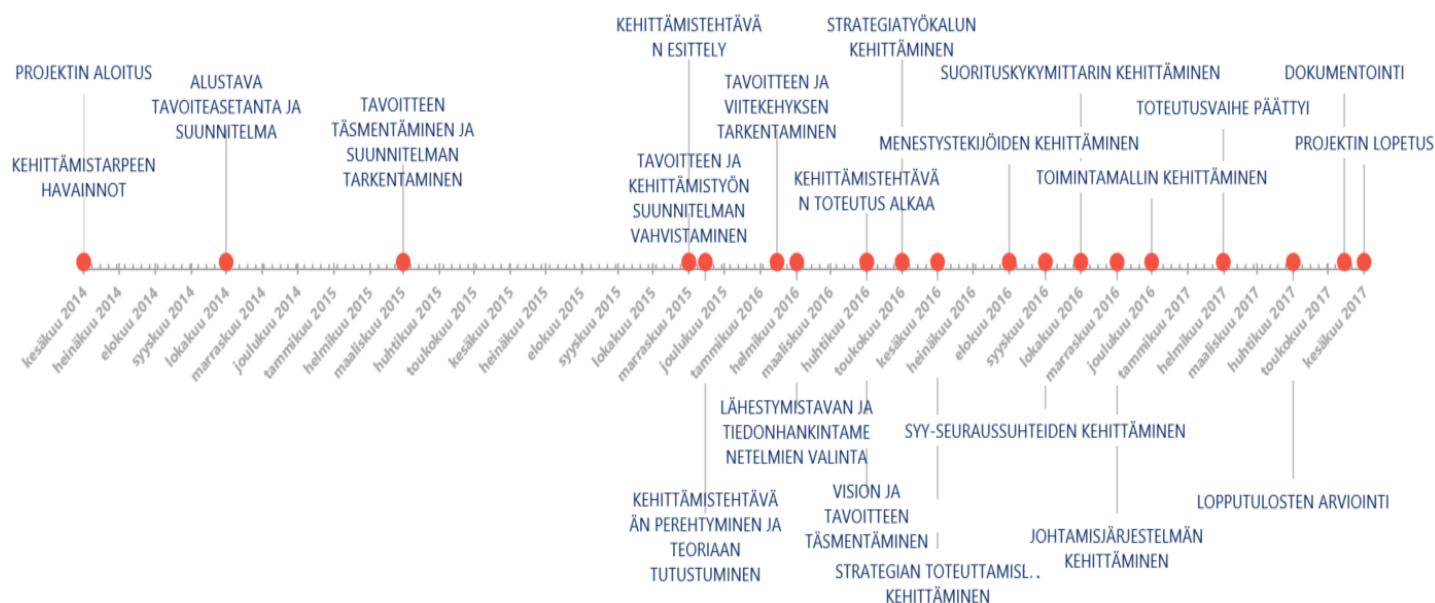 PROJEKTIN ALOITUS
KEHITTÄMISTARPEEN
HAVAINNOT
ALUSTAVA
TAVOITEASETANTA JA
SUUNNITELMA
TAVOITTEEN
TÄSMENTÄMINEN JA
SUUNNITELMAN
TARKENTAMINEN
KEHITTÄMISTEHTÄVÄ
N ESITTELY
TAVOITTEEN JA
KEHITTÄMISTYÖN
SUUNNITELMAN
VAHVISTAMINEN
TAVOITTEEN JA
VIITEKEHYKSEN
TARKENTAMINEN
KEHITTÄMISTEHTÄVÄ
N TOTEUTUS ALKAA
STRATEGIATYÖKALUN
KEHITTÄMINEN
MENESTYSTEKIJÖIDEN KEHITTÄMINEN
SUORITUSKYKYMITTARIN KEHITTÄMINEN
TOIMINTAMALLIN KEHITTÄMINEN
TOTEUTUSVAIHE PÄÄTTYI
DOKUMENTOINTI
PROJEKTIN LOPETUS
kesäkuu 2014
heinäkuu 2014
elokuu 2014
syyskuu 2014
lokakuu 2014
marraskuu 2014
joulukuu 2014
tammikuu 2015
helmikuu 2015
maaliskuu 2015
huhtikuu 2015
toukokuu 2015
kesäkuu 2015
heinäkuu 2015
elokuu 2015
syyskuu 2015
lokakuu 2015
marraskuu 2015
joulukuu 2015
tammikuu 2016
helmikuu 2016
maaliskuu 2016
huhtikuu 2016
toukokuu 2016
kesäkuu 2016
heinäkuu 2016
elokuu 2016
syyskuu 2016
lokakuu 2016
marraskuu 2016
joulukuu 2016
tammikuu 2017
helmikuu 2017
maaliskuu 2017
huhtikuu 2017
toukokuu 2017
kesäkuu 2017
KEHITTÄMISTEHTÄVÄ
ÄN PEREHTYMINEN JA
TEORIAAN
TUTUSTUMINEN
LÄHESTYMISTAVAN JA
TIEDONHANKINTAME
NETELMIEN VALINTA
VISION JA
TAVOITTEEN
TÄSMENTÄMINEN
STRATEGIAN TOTEUTTAMISL..
KEHITTÄMINEN
SYY-SEURAUSSUHTEIDEN KEHITTÄMINEN
JOHTAMISJÄRJESTELMÄN
KEHITTÄMINEN
LOPPUTULOSTEN ARVIOINTI